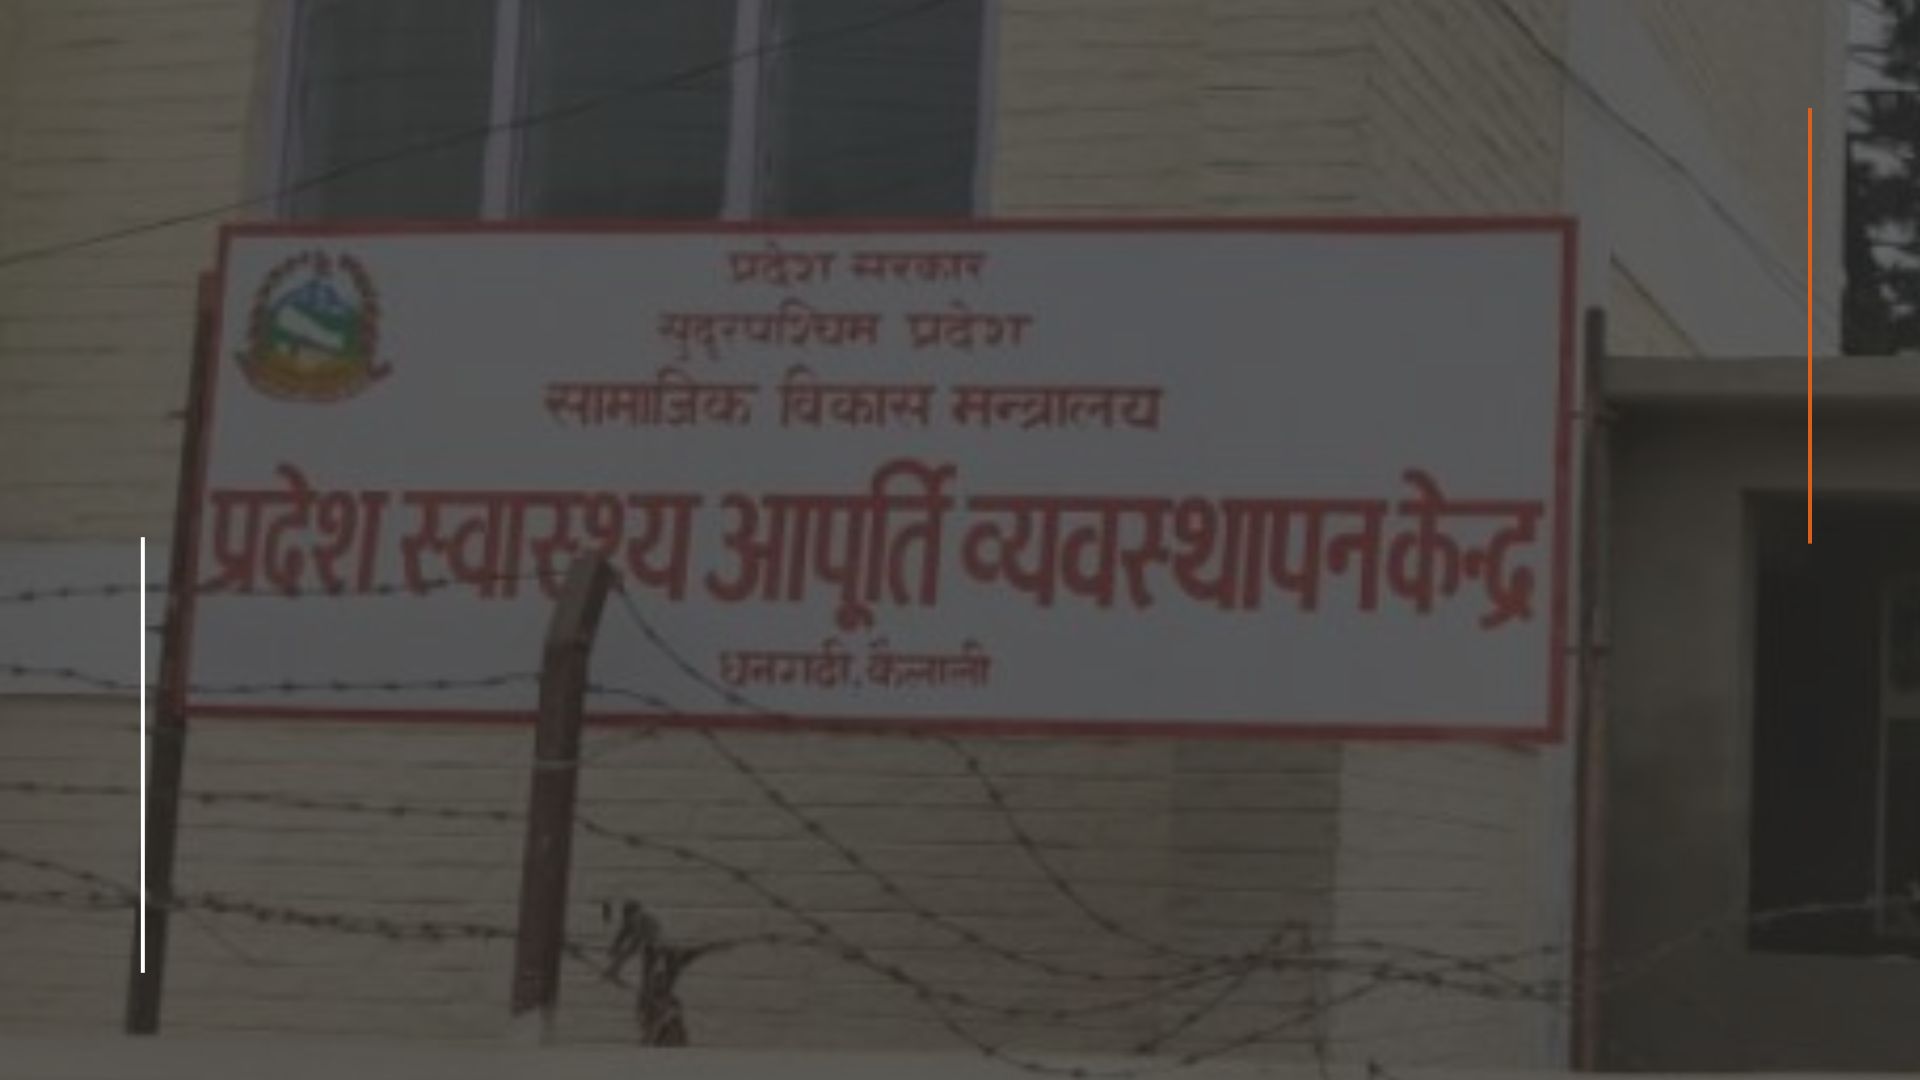 प्रदेश सरकार
सुदूरपश्चिम प्रदेश
सामाजिक विकास मन्त्रालय
प्रदेश स्वास्थ्य आपूर्ति व्यवस्थापन केन्द्र
धनगढी, कैलाली